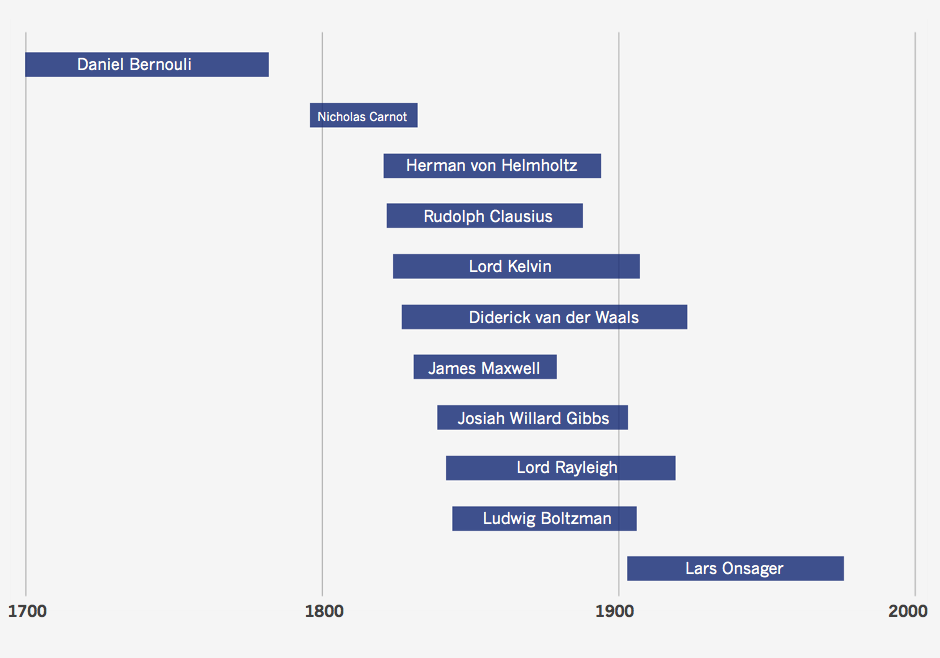 Daniel Bernouli
Nicholas Carnot
Herman von Helmholtz
Rudolph Clausius
Lord Kelvin
Diderick van der Waals
James Maxwell
Josiah Willard Gibbs
Lord Rayleigh
Ludwig Boltzman
Lars Onsager
1700 1800 1900 2000